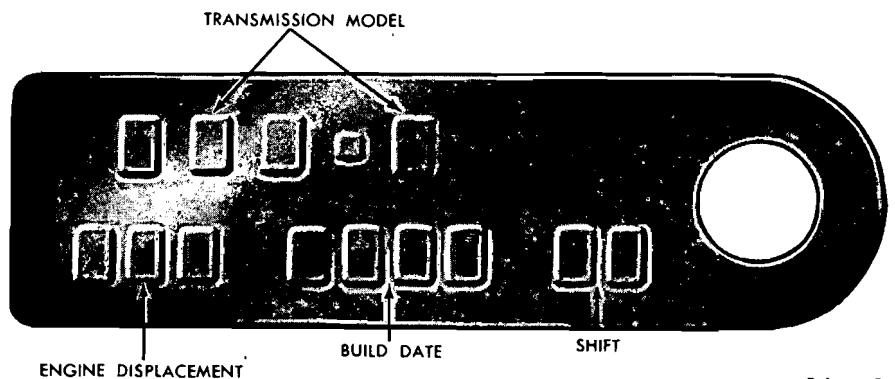 TRANSMISSION MODEL
ENGINE DISPLACEMENT
BUILD DATE
SHIFT